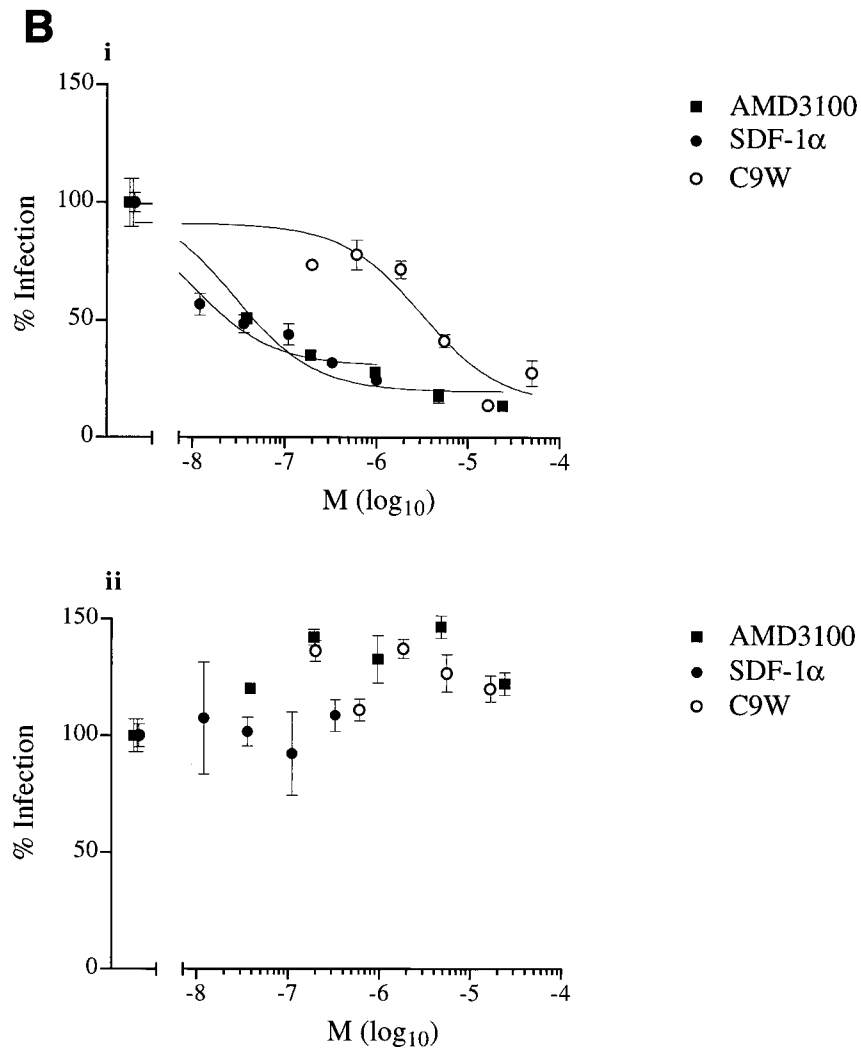 B
i
150
100
50
0
% Infection
-8 -7 -6 -5 -4
M (log10)
AMD3100
SDF-1α
C9W
ii
150
100
50
0
% Infection
-8 -7 -6 -5 -4
M (log10)
AMD3100
SDF-1α
C9W